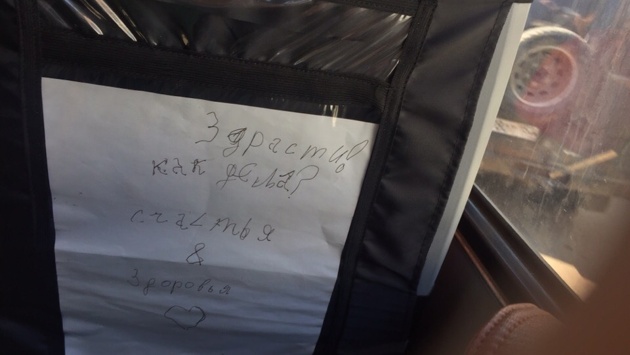 Здрасти!
как дела?
счастья
&
Здоровья